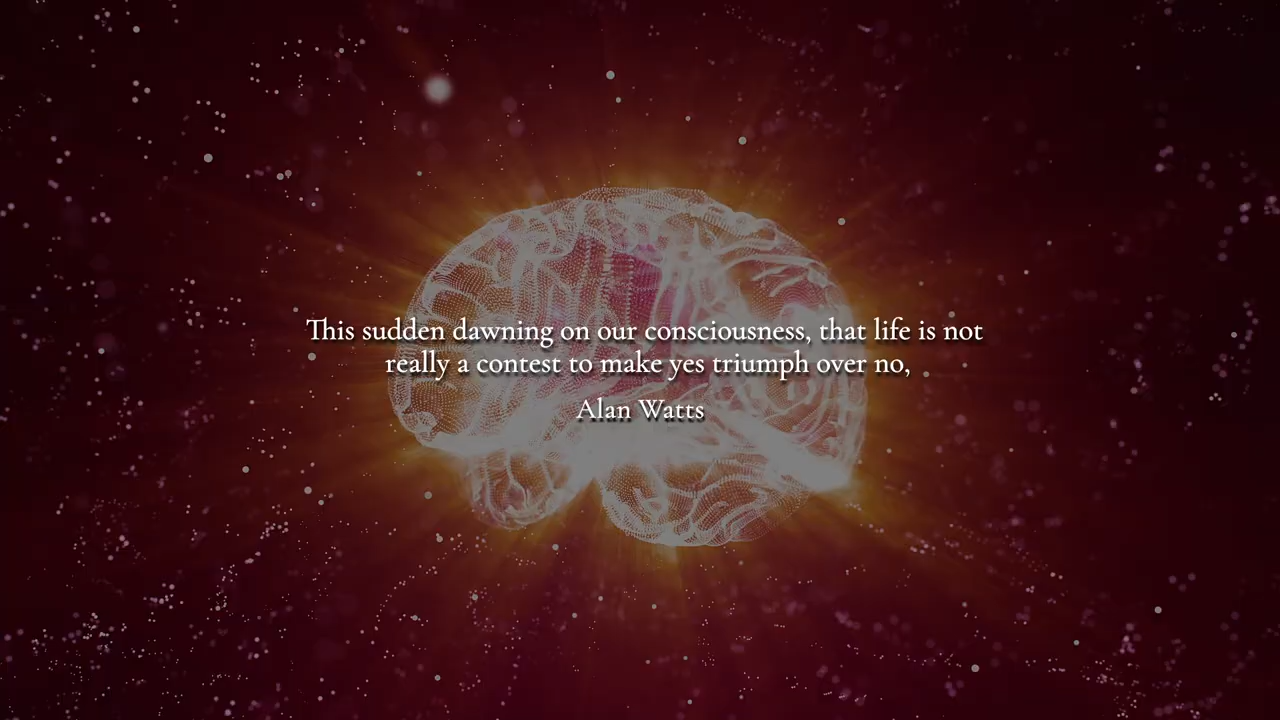 This sudden dawning on our consciousness, that life is not
really a contest to make yes triumph over no,
Alan Watts